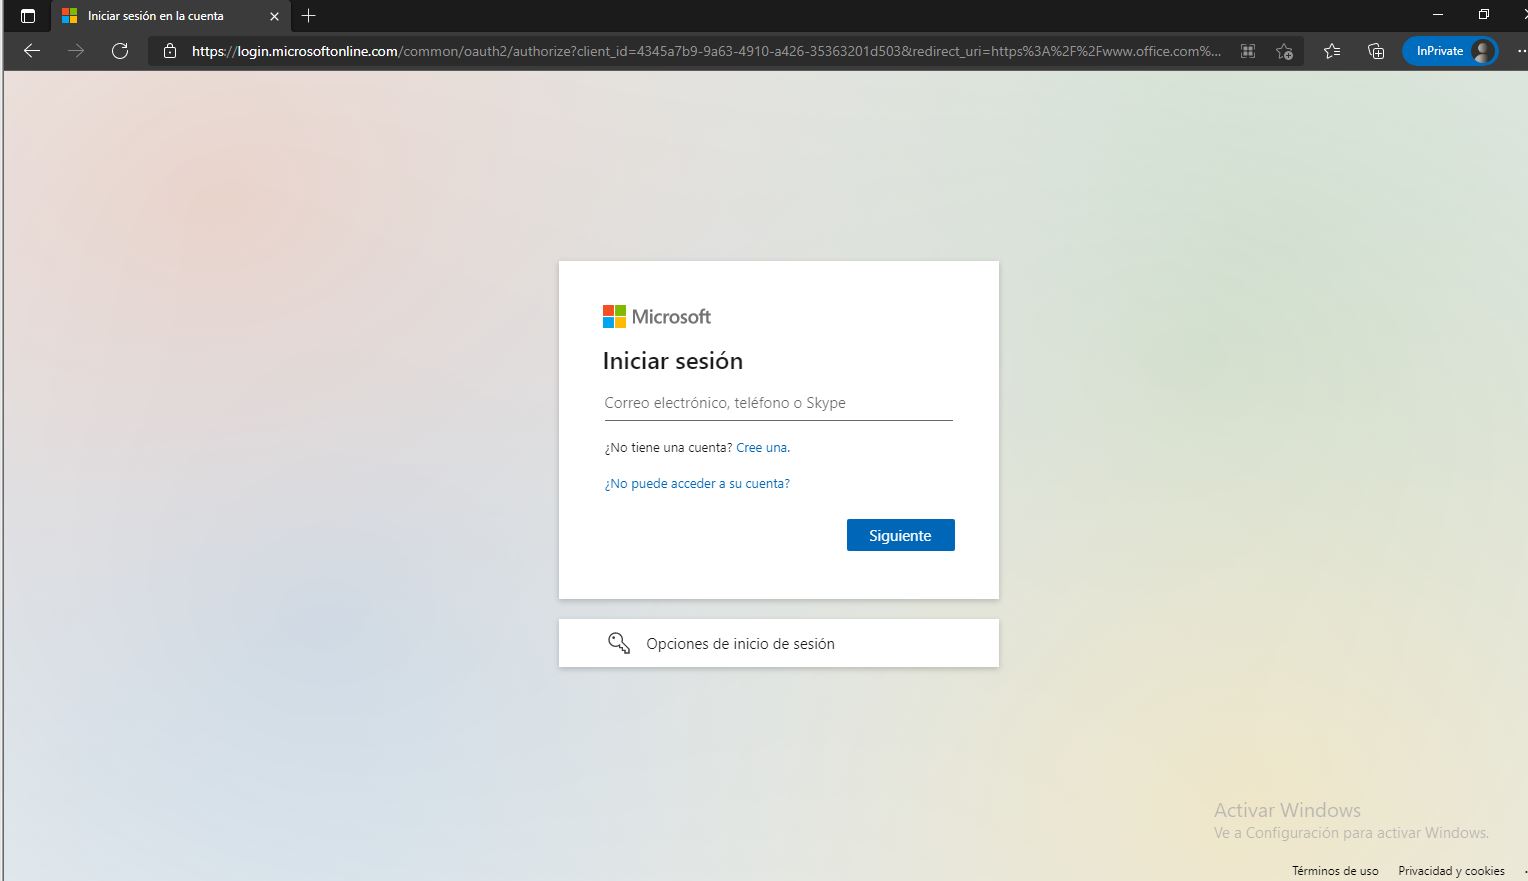 Iniciar sesión en la cuenta
https://login.microsoftonline.com/common/oauth2/authorize?client_id=4345a7b9-9a63-4910-a426-35363201d503&redirect_uri=https%3A%2F%2Fwww.office.com%...
InPrivate
Microsoft
Iniciar sesión
Correo electrónico, teléfono o Skype
¿No tiene una cuenta? Cree una.
¿No puede acceder a su cuenta?
Siguiente
Opciones de inicio de sesión
Activar Windows
Ve a Configuración para activar Windows.
Términos de uso Privacidad y cookies